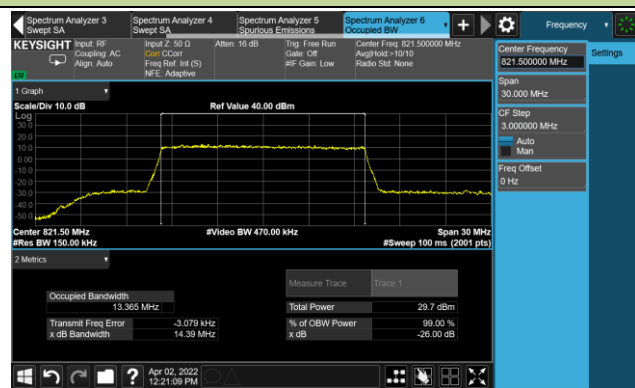 Spectrum Analyzer 3
Swept SA
Spectrum Analyzer 4
Swept SA
Spectrum Analyzer 5
Spurious Emissions
Spectrum Analyzer 6
Occupied BW
Frequency
KEYSIGHT
Input: RF
Coupling: AC
Align: Auto
Input Z: 50 Ω
Corr CCorr
Freq Ref: Int (S)
NFE: Adaptive
Atten: 16 dB
Trig: Free Run
Gate: Off
#IF Gain: Low
Center Freq: 821.500000 MHz
Avg|Hold:>10/10
Radio Std: None
Center Frequency
821.500000 MHz
Settings
Span
30.000 MHz
CF Step
3.000000 MHz
Auto
Man
Freq Offset
0 Hz
1 Graph
Scale/Div 10.0 dB
Ref Value 40.00 dBm
Log
30.0
20.0
10.0
0.00
-10.0
-20.0
-30.0
-40.0
-50.0
Center 821.50 MHz
#Video BW 470.00 kHz
Span 30 MHz
#Res BW 150.00 kHz
#Sweep 100 ms (2001 pts)
2 Metrics
Measure Trace
Trace 1
Occupied Bandwidth
13.365 MHz
Total Power
29.7 dBm
Transmit Freq Error
-3.079 kHz
% of OBW Power
99.00 %
x dB Bandwidth
14.39 MHz
x dB
-26.00 dB
Apr 02, 2022
12:21:09 PM